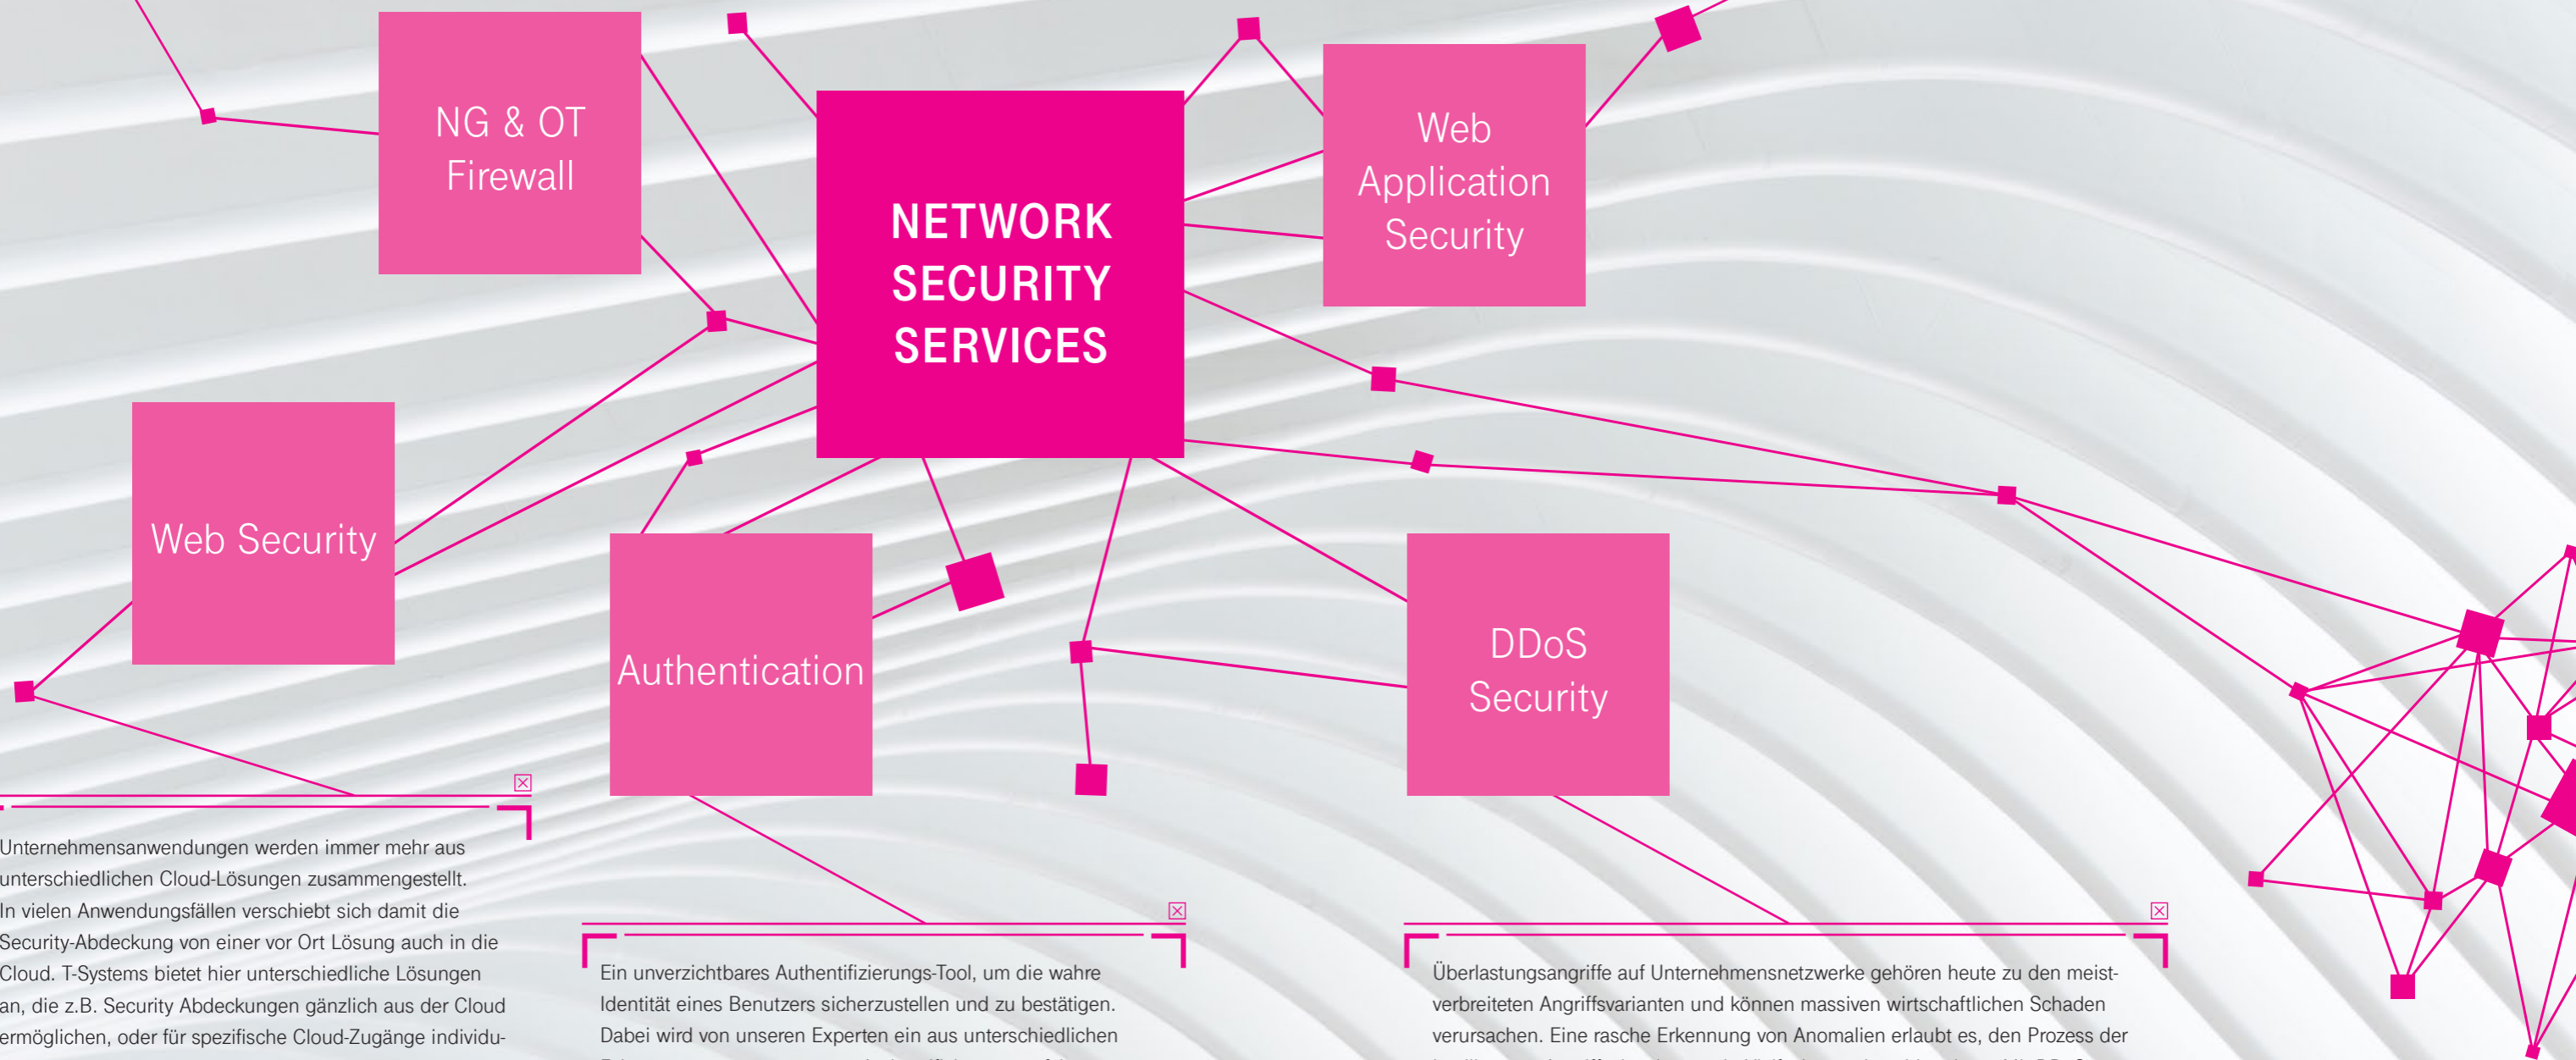 NG & OT
Firewall
NETWORK
SECURITY
SERVICES
Web
Application
Security
Web Security
Authentication
DDoS
Security
Unternehmensanwendungen werden immer mehr aus
unterschiedlichen Cloud-Lösungen zusammengestellt.
In vielen Anwendungsfällen verschiebt sich damit die
Security-Abdeckung von einer vor Ort Lösung auch in die
Cloud. T-Systems bietet hier unterschiedliche Lösungen
an, die z.B. Security Abdeckungen gänzlich aus der Cloud
ermöglichen, oder für spezifische Cloud-Zugänge individu-
Ein unverzichtbares Authentifizierungs-Tool, um die wahre
Identität eines Benutzers sicherzustellen und zu bestätigen.
Dabei wird von unseren Experten ein aus unterschiedlichen
Überlastungsangriffe auf Unternehmensnetzwerke gehören heute zu den meist-
verbreiteten Angriffsvarianten und können massiven wirtschaftlichen Schaden
verursachen. Eine rasche Erkennung von Anomalien erlaubt es, den Prozess der